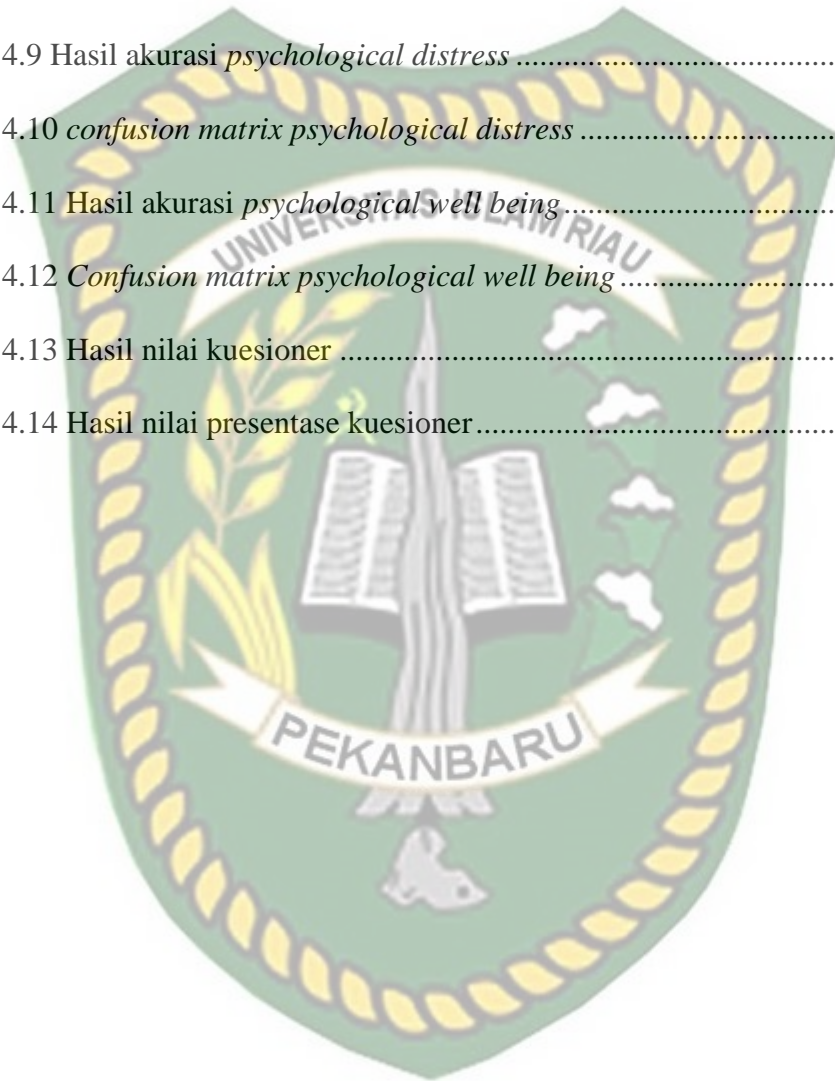 4.9 Hasil akurasi psychological distress ........................................
4.10 confusion matrix psychological distress ................................
4.11 Hasil akurasi psychological well being ..................................
UNIVERSITAS ISLAM RIAU
4.12 Confusion matrix psychological well being ...........................
4.13 Hasil nilai kuesioner ..............................................................
4.14 Hasil nilai presentase kuesioner .............................................
PEKANBARU